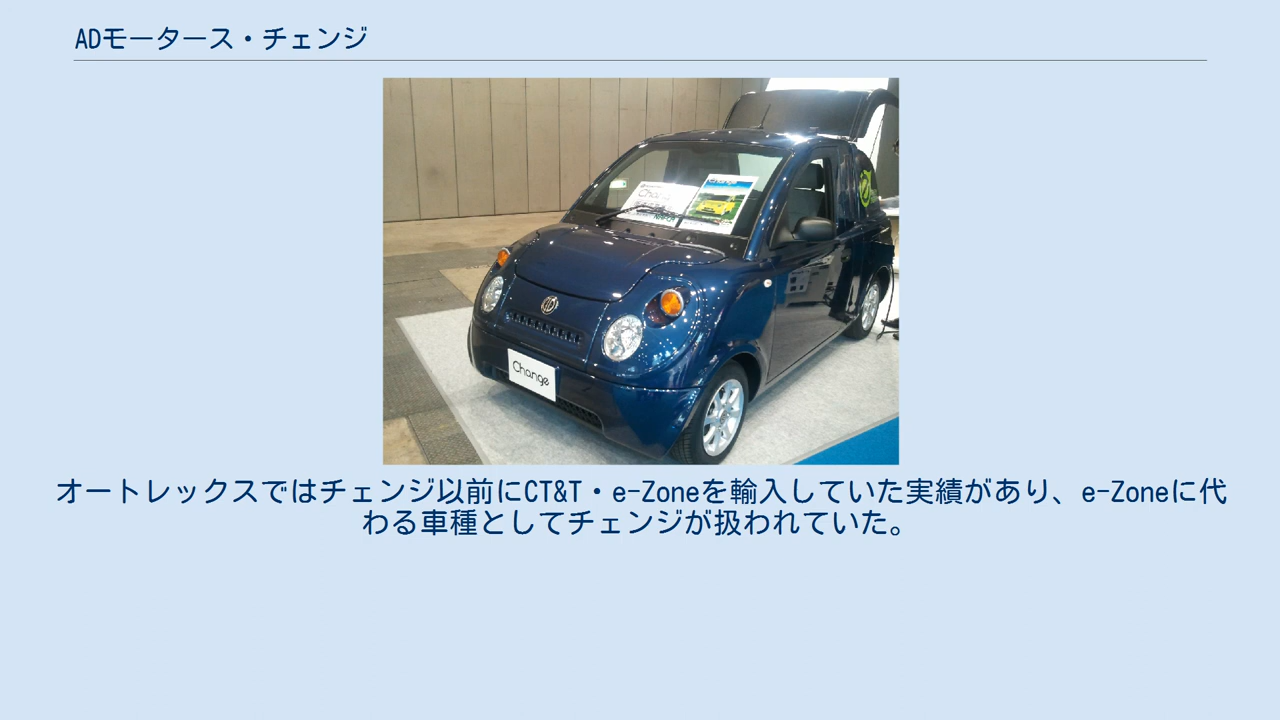 ADモータース・チェンジ
Change
Change
Change
オートレックスではチェンジ以前にCT&T・e-Zoneを輸入していた実績があり、e-Zoneに代
わる車種としてチェンジが扱われていた。